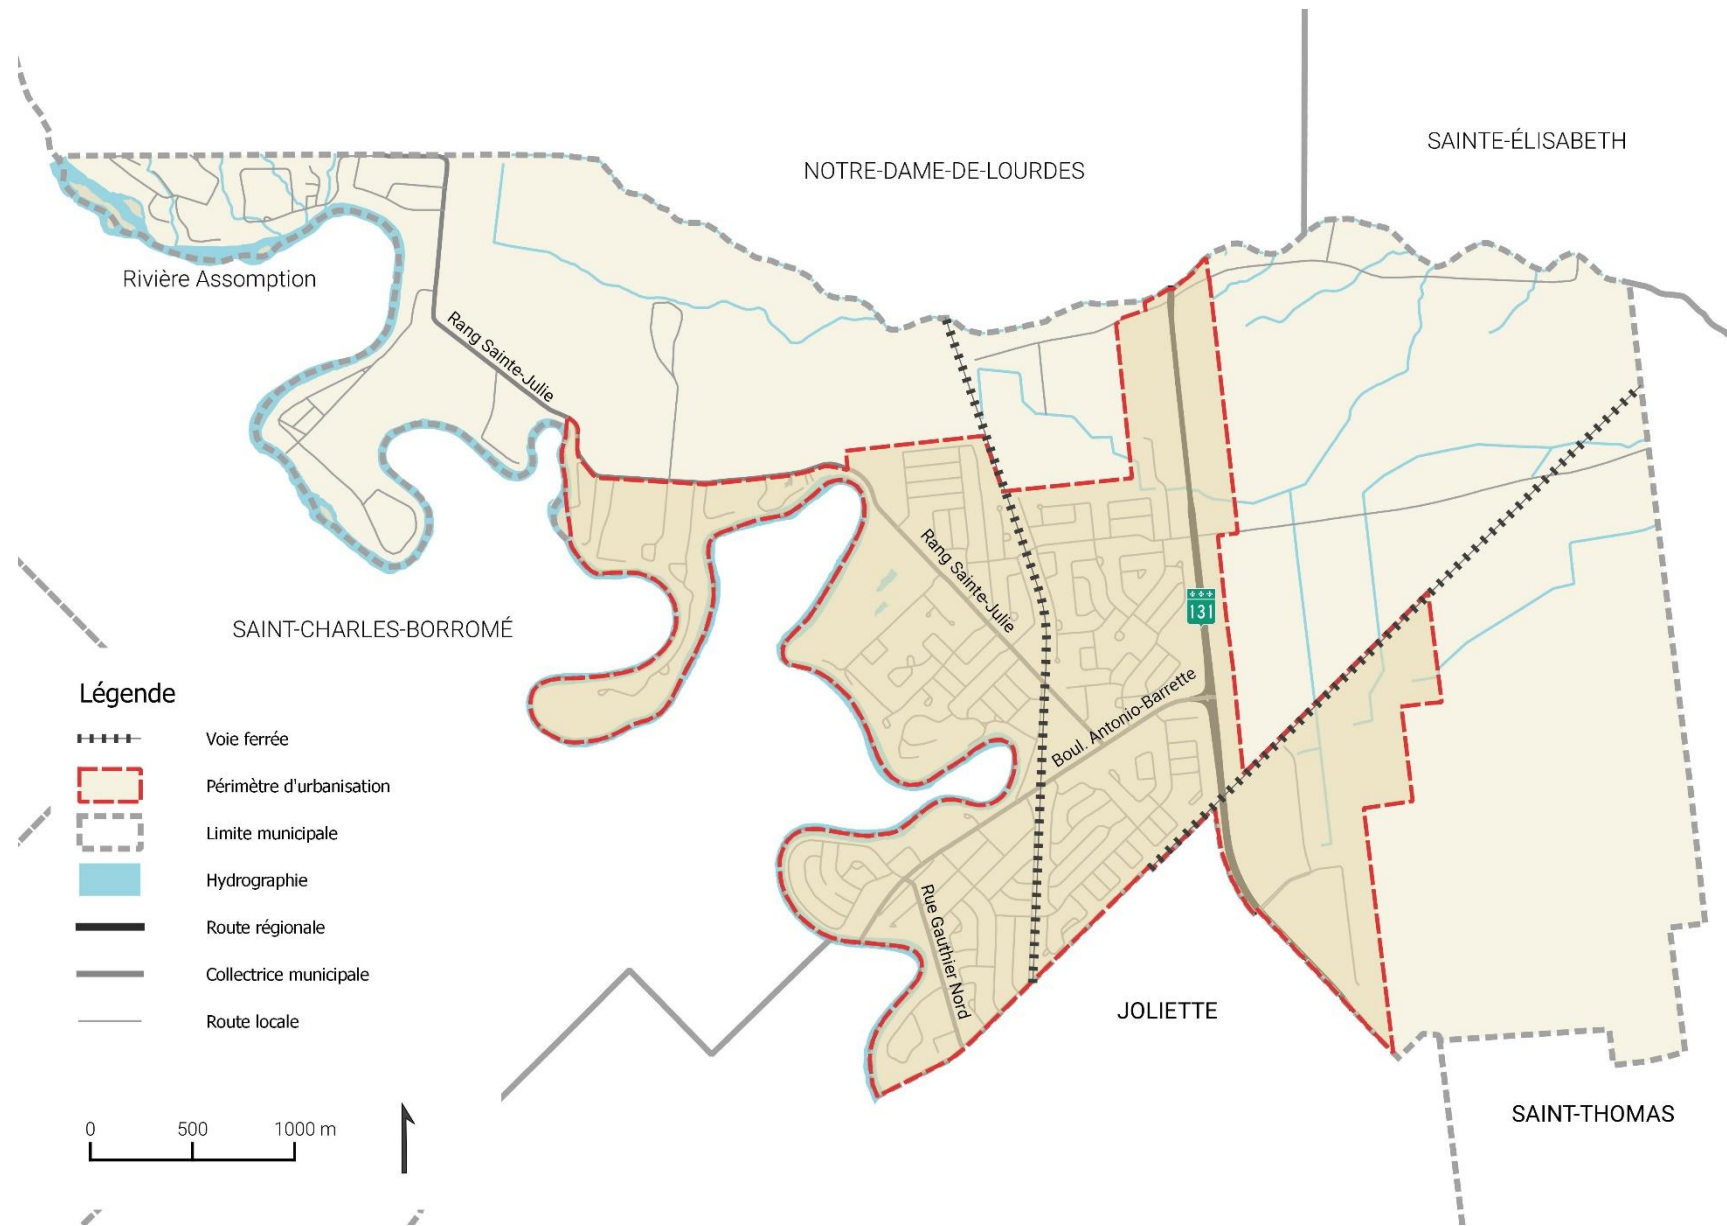 SAINTE-ÉLISABETH
NOTRE-DAME-DE-LOURDES
Rivière Assomption
Rang Sainte-Julie
Rang Sainte-Julie
131
SAINT-CHARLES-BORROMÉ
Boul. Antonio-Barrette
Rue Gauthier Nord
JOLIETTE
SAINT-THOMAS
Légende
Voie ferrée
Périmètre d'urbanisation
Limite municipale
Hydrographie
Route régionale
Collectrice municipale
Route locale
0 500 1000 m